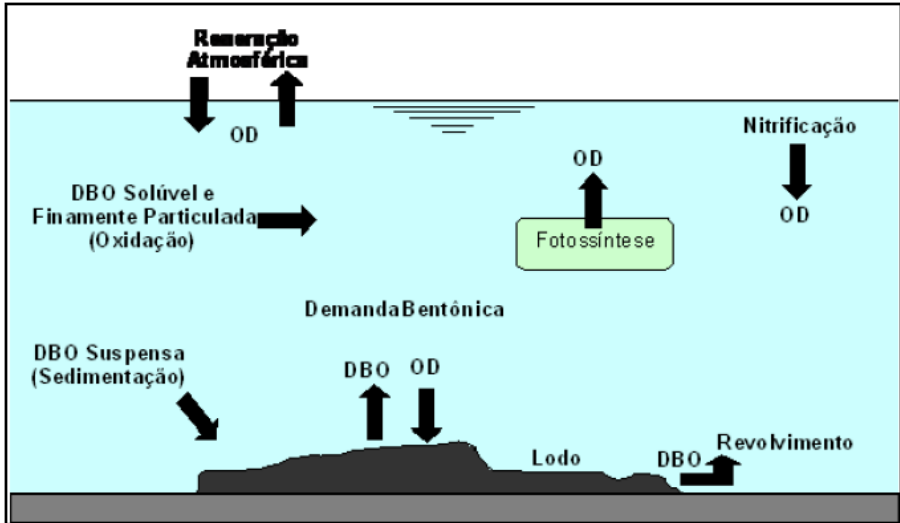 Reaeração
Atmosférica
OD
Nitrificação
OD
OD
DBO Solúvel e
Finamente Particulada
(Oxidação)
Fotossíntese
Demanda Bentônica
DBO Suspensa
(Sedimentação)
DBO
OD
Lodo
DBO
Revolvimento